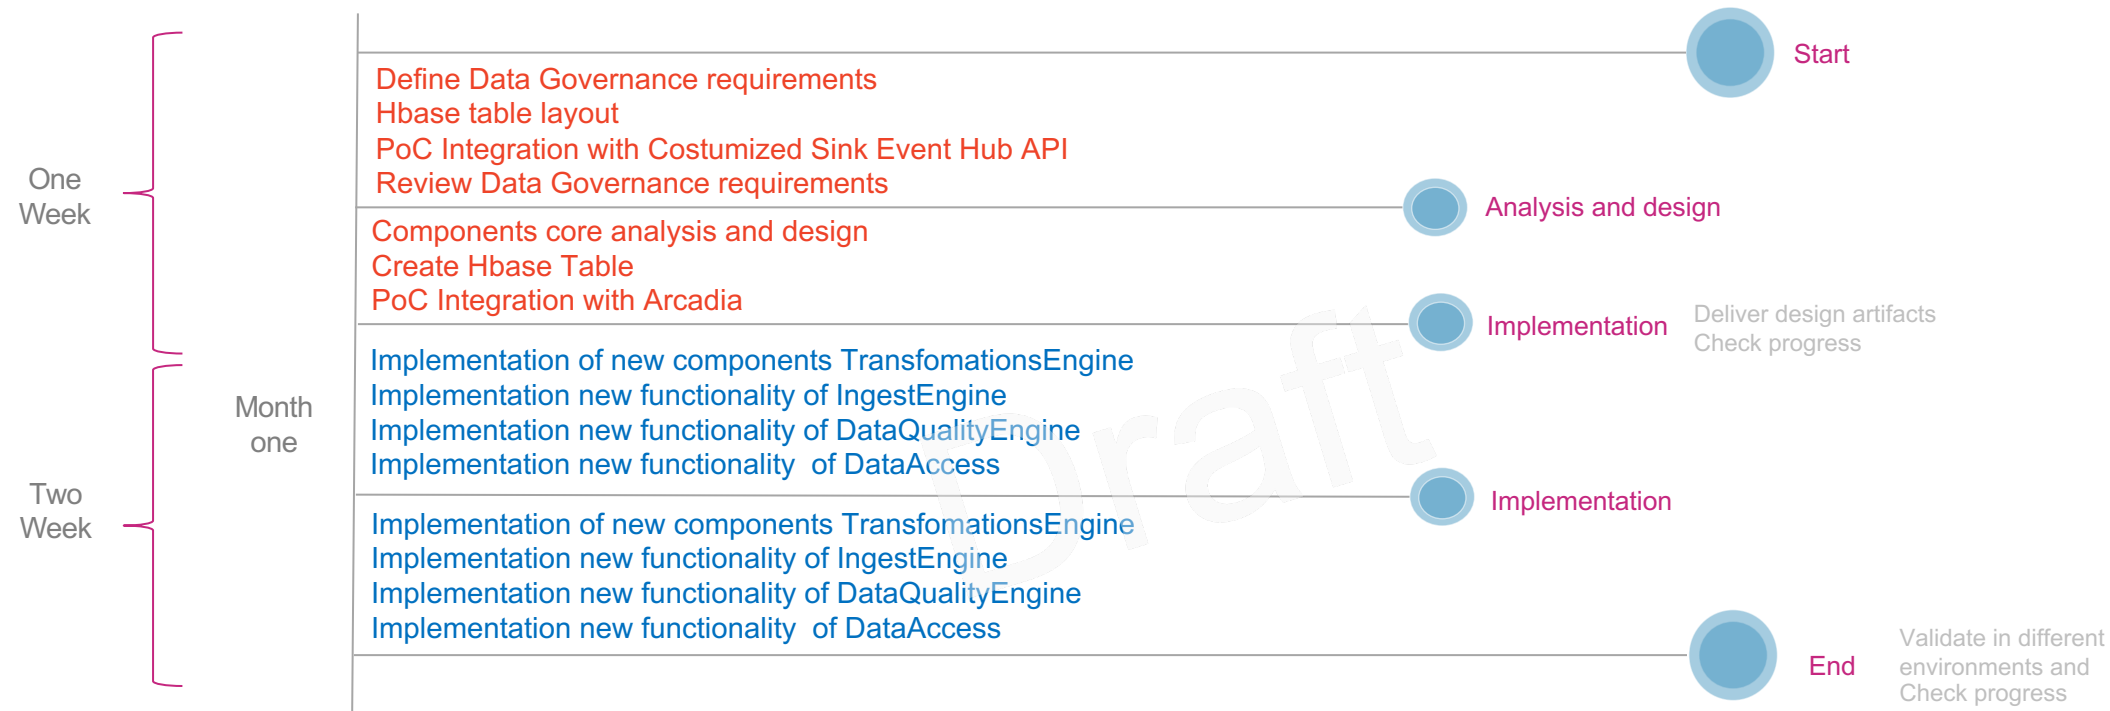 Start
Define Data Governance requirements
Hbase table layout
PoC Integration with Costumized Sink Event Hub API
Review Data Governance requirements
One
Week
Analysis and design
Components core analysis and design
Create Hbase Table
PoC Integration with Arcadia
Implementation
Deliver design artifacts
Check progress
Implementation of new components TransfomationsEngine
Implementation new functionality of IngestEngine
Implementation new functionality of DataQualityEngine
Implementation new functionality of DataAccess
Month
one
Draft
Two
Week
Implementation
Implementation of new components TransfomationsEngine
Implementation new functionality of IngestEngine
Implementation new functionality of DataQualityEngine
Implementation new functionality of DataAccess
End
Validate in different
environments and
Check progress